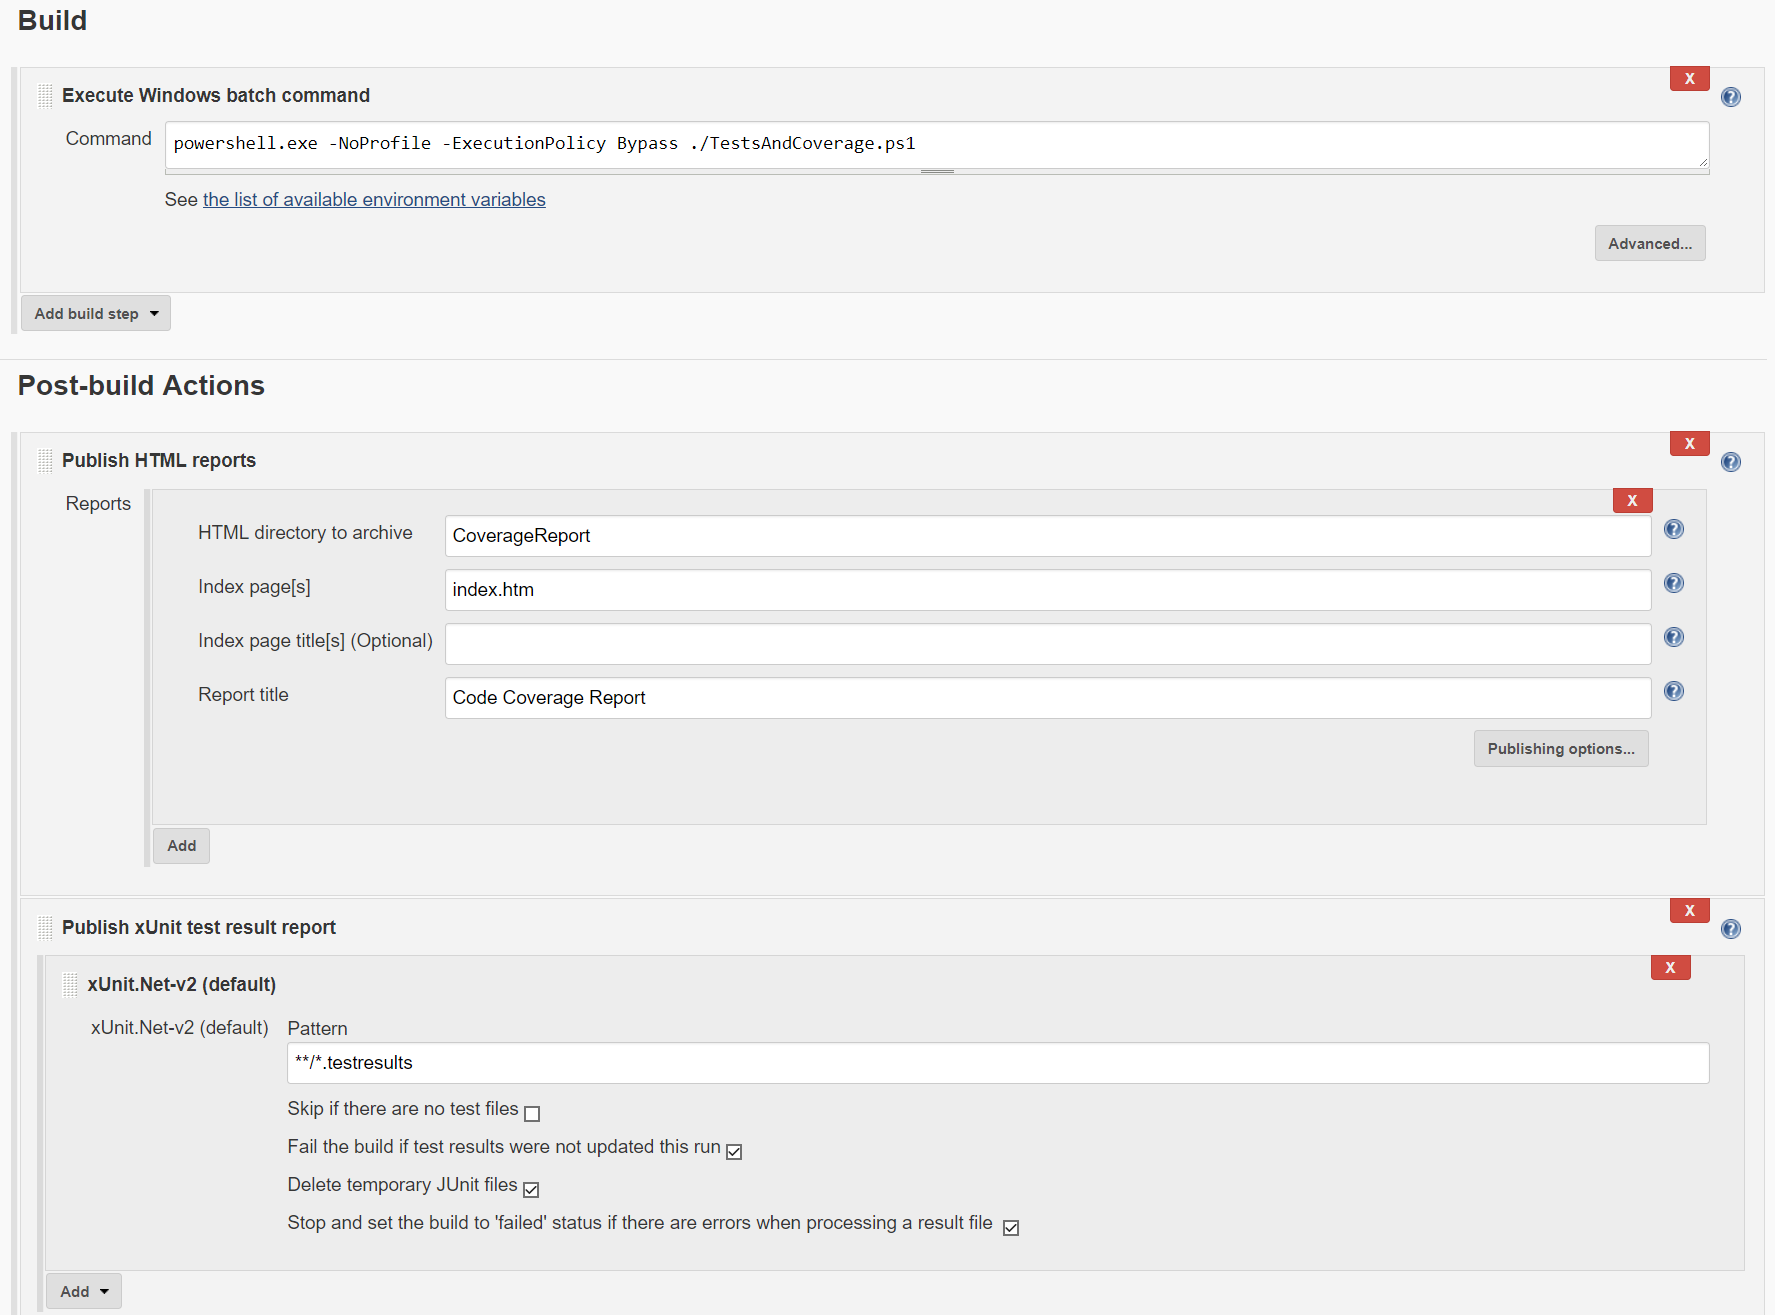 Build
X
Execute Windows batch command
?
Command
powershell.exe -NoProfile -ExecutionPolicy Bypass ./TestsAndCoverage.ps1
See the list of available environment variables
Advanced...
Add build step
Post-build Actions
X
Publish HTML reports
?
Reports
X
HTML directory to archive CoverageReport ?
Index page[s] index.htm ?
Index page title[s] (Optional) ?
Report title Code Coverage Report ?
Publishing options...
Add
X
Publish xUnit test result report
?
X
xUnit.Net-v2 (default)
xUnit.Net-v2 (default) Pattern
**/*.testresults
Skip if there are no test files
Fail the build if test results were not updated this run
Delete temporary JUnit files
Stop and set the build to 'failed' status if there are errors when processing a result file
Add